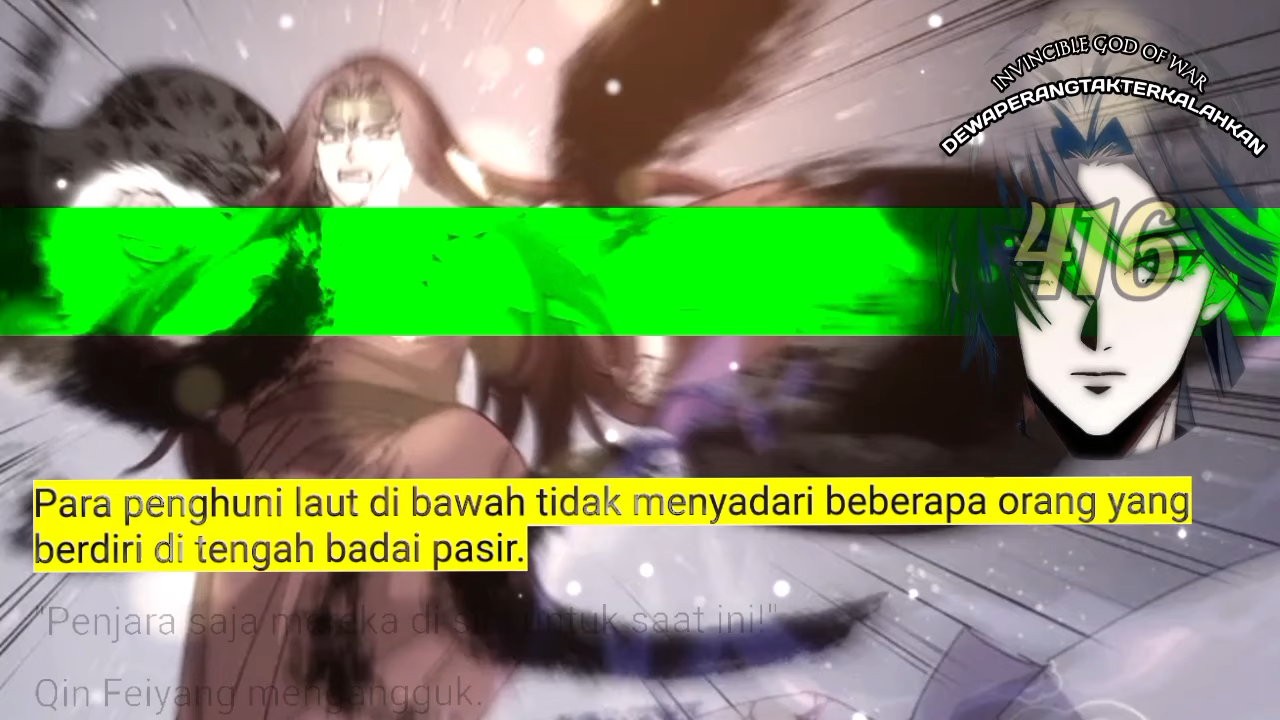 INVINCIBLE GOD OF WAR
DEWAPERANGTAKTERKALAHKAN
416
Para penghuni laut di bawah tidak menyadari beberapa orang yang
berdiri di tengah badai pasir.
"Penjara saja mereka di sini untuk saat ini!"
Qin Feiyang mengangguk.